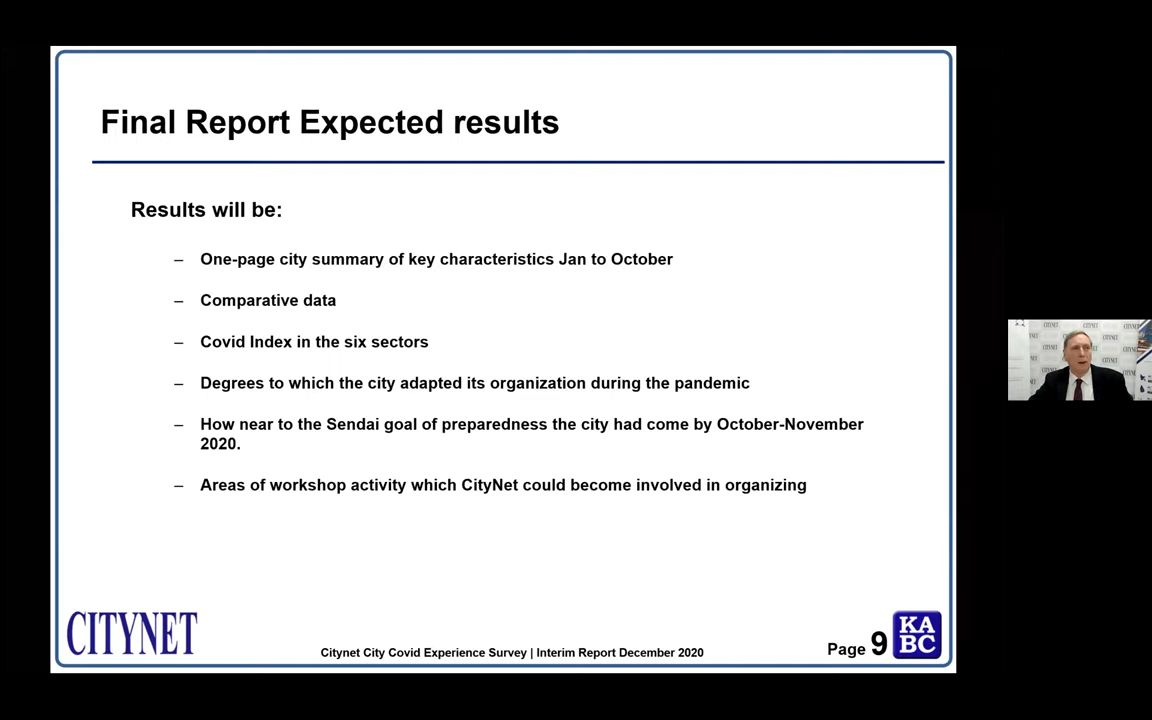 Final Report Expected results
Results will be:
– One-page city summary of key characteristics Jan to October
– Comparative data
– Covid Index in the six sectors
– Degrees to which the city adapted its organization during the pandemic
– How near to the Sendai goal of preparedness the city had come by October-November
2020.
– Areas of workshop activity which CityNet could become involved in organizing
CITYNET
Citynet City Covid Experience Survey | Interim Report December 2020
Page 9
KA
BC
CITYNET